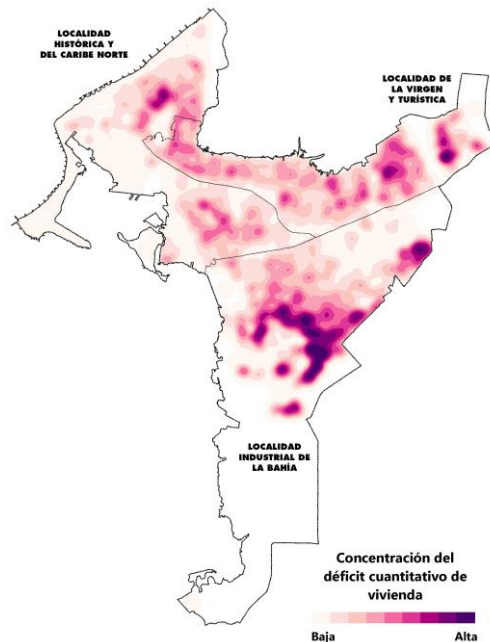 LOCALIDAD
HISTÓRICA Y
DEL CARIBE NORTE
LOCALIDAD DE
LA VIRGEN
Y TURÍSTICA
LOCALIDAD
INDUSTRIAL DE
LA BAHÍA
Concentración del
déficit cuantitativo de
vivienda
Baja Alta